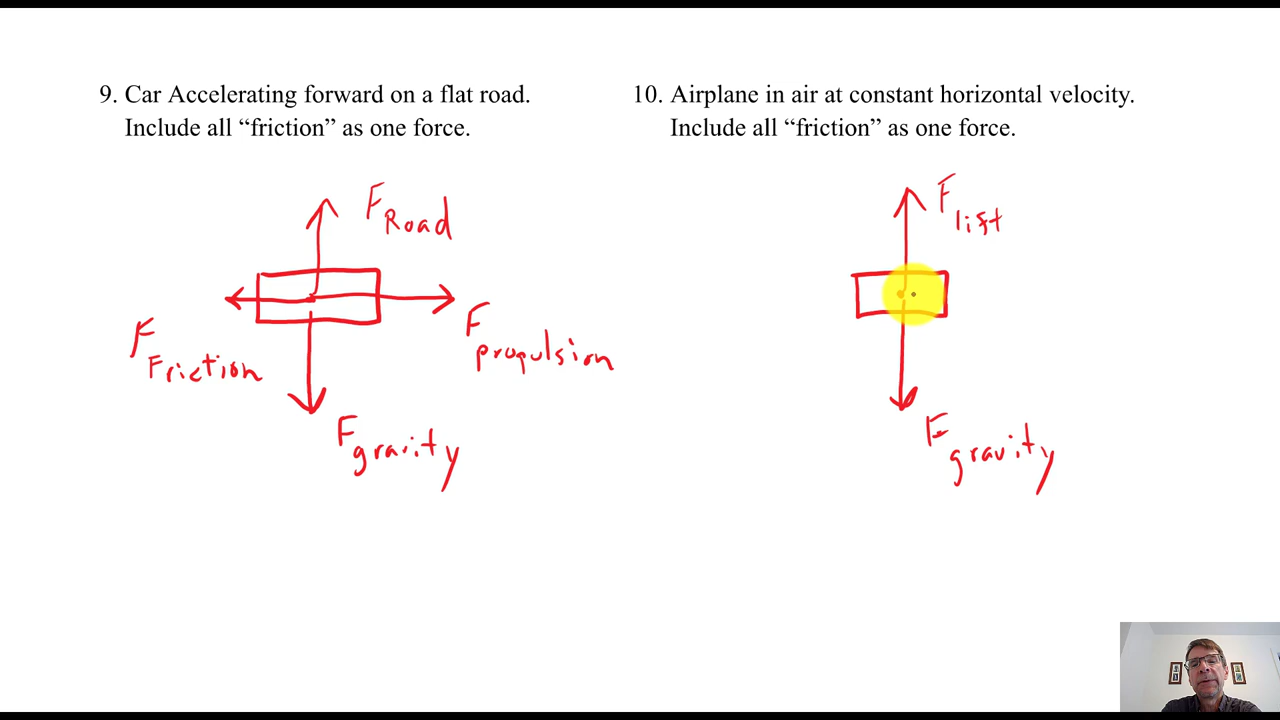 9. Car Accelerating forward on a flat road.
Include all “friction” as one force.
F Road
F Friction
F propulsion
F gravity
10. Airplane in air at constant horizontal velocity.
Include all “friction” as one force.
F lift
F gravity